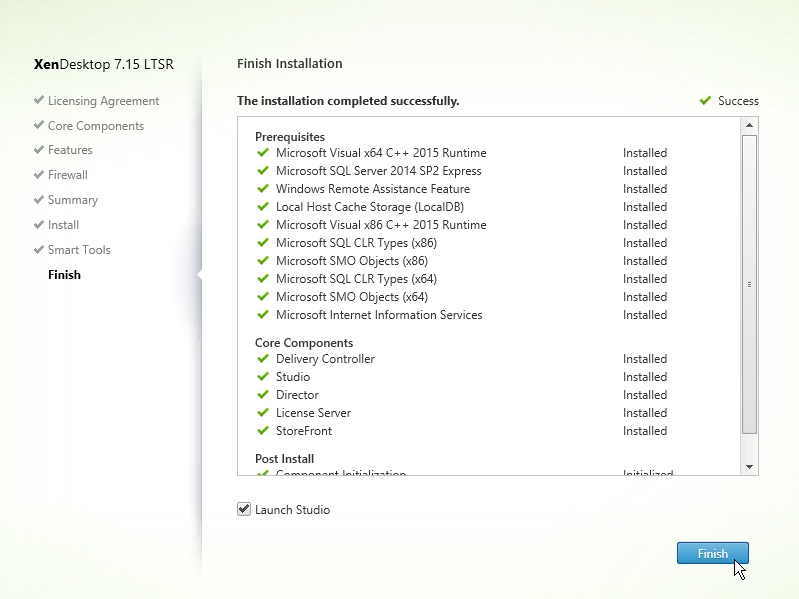 XenDesktop 7.15 LTSR
Licensing Agreement
Core Components
Features
Firewall
Summary
Install
Smart Tools
Finish
Finish Installation
The installation completed successfully.
Success
Prerequisites
Microsoft Visual x64 C++ 2015 Runtime Installed
Microsoft SQL Server 2014 SP2 Express Installed
Windows Remote Assistance Feature Installed
Local Host Cache Storage (LocalDB) Installed
Microsoft Visual x86 C++ 2015 Runtime Installed
Microsoft SQL CLR Types (x86) Installed
Microsoft SMO Objects (x86) Installed
Microsoft SQL CLR Types (x64) Installed
Microsoft SMO Objects (x64) Installed
Microsoft Internet Information Services Installed
Core Components
Delivery Controller Installed
Studio Installed
Director Installed
License Server Installed
StoreFront Installed
Post Install
Component Initialization Initialized
Launch Studio
Finish